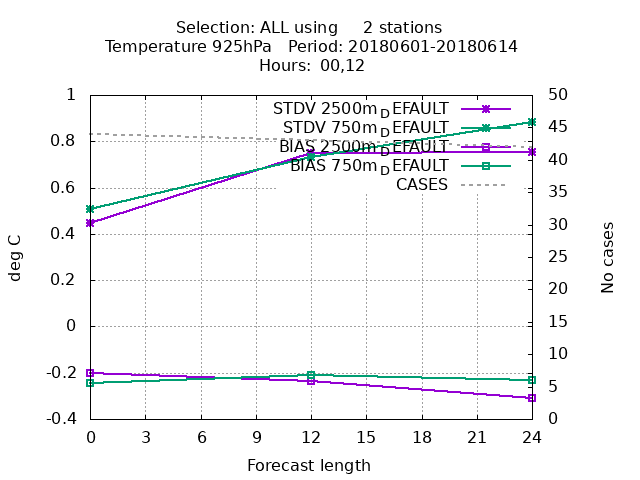 Selection: ALL using     2 stations
Temperature 925hPa   Period: 20180601-20180614
Hours:  00,12
STDV 2500m_DEFAULT
STDV 750m_DEFAULT
BIAS 2500m_DEFAULT
BIAS 750m_DEFAULT
CASES
1
0.8
0.6
0.4
0.2
0
-0.2
-0.4
50
45
40
35
30
25
20
15
10
5
0
deg C
No cases
0 3 6 9 12 15 18 21 24
Forecast length